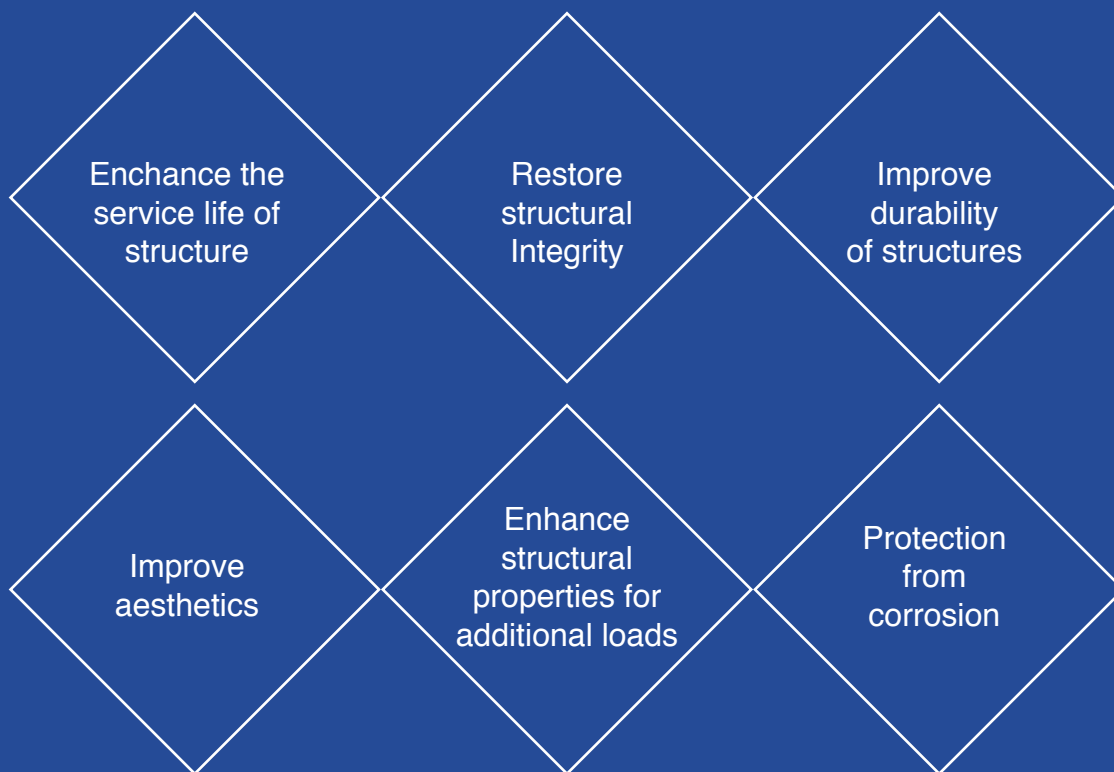 Enchance the
service life of
structure
Restore
structural
Integrity
Improve
durability
of structures
Improve
aesthetics
Enhance
structural
properties for
additional loads
Protection
from
corrosion